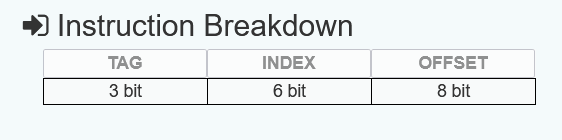 Instruction Breakdown
TAG INDEX OFFSET
3 bit 6 bit 8 bit